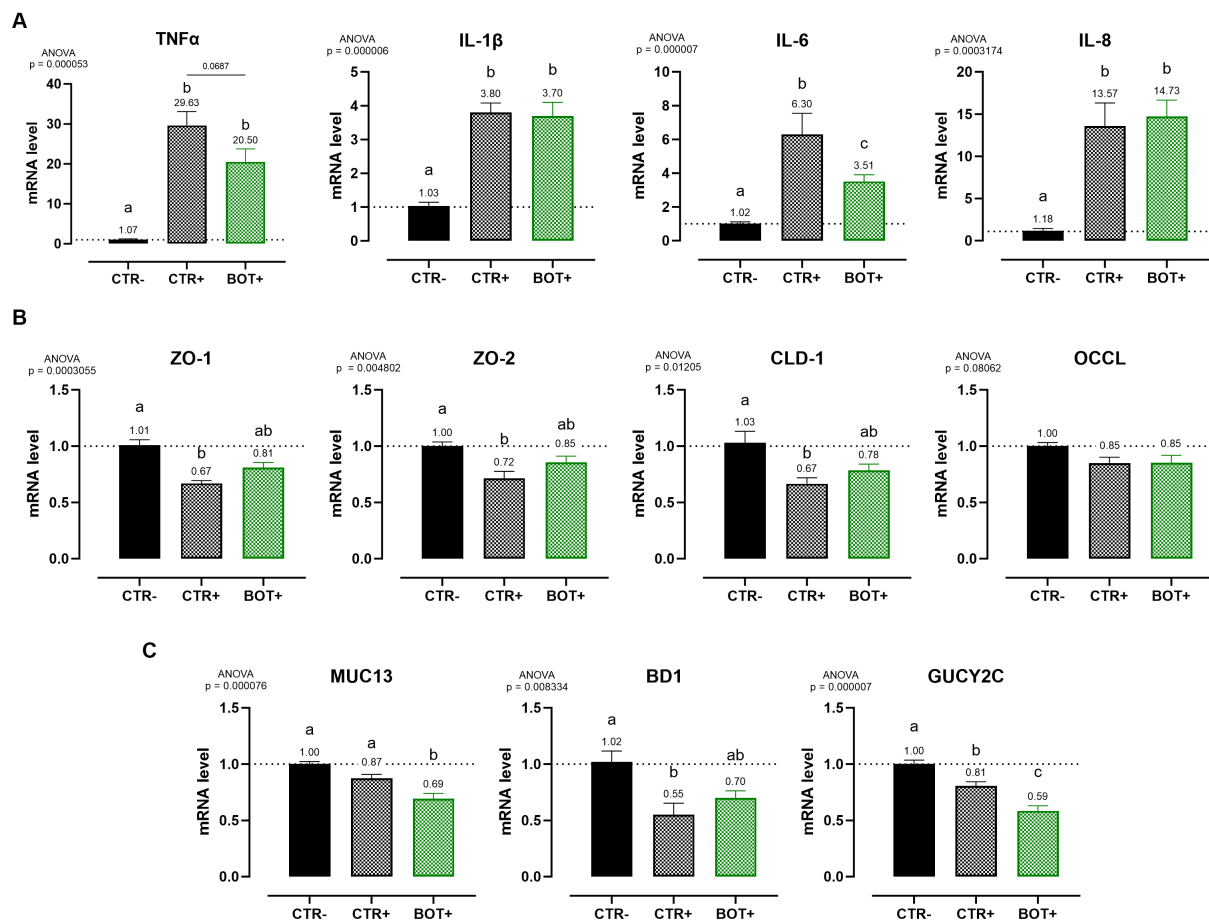 A
TNFα
ANOVA
p = 0.000053
0.0687
mRNA level
40
30
20
10
0
a
1.07
b
29.63
b
20.50
CTR-
CTR+
BOT+
IL-1β
ANOVA
p = 0.000006
mRNA level
5
4
3
2
1
0
a
1.03
b
3.80
b
3.70
CTR-
CTR+
BOT+
IL-6
ANOVA
p = 0.000007
mRNA level
10
8
6
4
2
0
a
1.02
b
6.30
c
3.51
CTR-
CTR+
BOT+
IL-8
ANOVA
p = 0.0003174
mRNA level
20
15
10
5
0
a
1.18
b
13.57
b
14.73
CTR-
CTR+
BOT+
B
ZO-1
ANOVA
p = 0.0003055
mRNA level
1.5
1.0
0.5
0.0
a
1.01
b
0.67
ab
0.81
CTR-
CTR+
BOT+
ZO-2
ANOVA
p = 0.004802
mRNA level
1.5
1.0
0.5
0.0
a
1.00
b
0.72
ab
0.85
CTR-
CTR+
BOT+
CLD-1
ANOVA
p = 0.01205
mRNA level
1.5
1.0
0.5
0.0
a
1.03
b
0.67
ab
0.78
CTR-
CTR+
BOT+
OCCL
ANOVA
p = 0.08062
mRNA level
1.5
1.0
0.5
0.0
1.00
0.85
0.85
CTR-
CTR+
BOT+
C
MUC13
ANOVA
p = 0.000076
mRNA level
1.5
1.0
0.5
0.0
a
1.00
a
0.87
b
0.69
CTR-
CTR+
BOT+
BD1
ANOVA
p = 0.008334
mRNA level
1.5
1.0
0.5
0.0
a
1.02
b
0.55
ab
0.70
CTR-
CTR+
BOT+
GUCY2C
ANOVA
p = 0.000007
mRNA level
1.5
1.0
0.5
0.0
a
1.00
b
0.81
c
0.59
CTR-
CTR+
BOT+